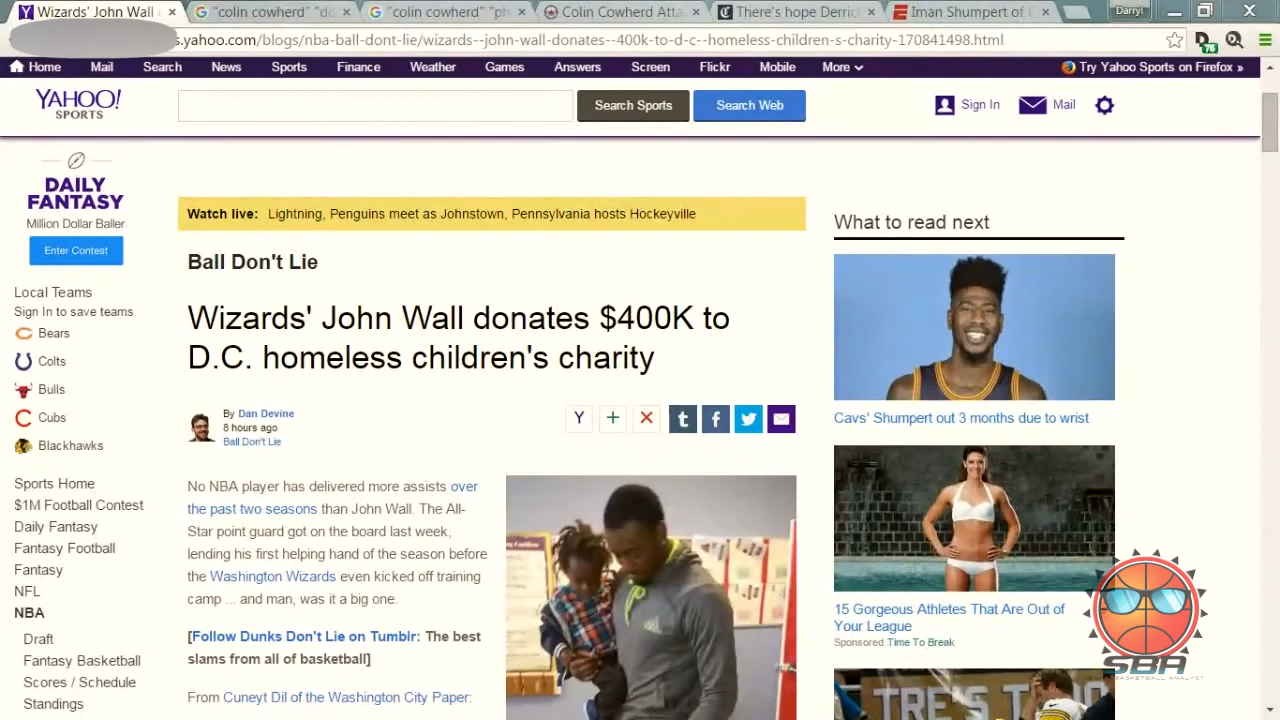 Wizards' John Wall
"colin cowherd" "d
"colin cowherd" "ph
Colin Cowherd Atta
There's hope Derric
Iman Shumpert of
Darryl
s.yahoo.com/blogs/nba-ball-dont-lie/wizards--john-wall-donates--400k-to-d-c--homeless-children-s-charity-170841498.html
76
Home Mail Search News Sports Finance Weather Games Answers Screen Flickr Mobile More
Try Yahoo Sports on Firefox »
YAHOO!
SPORTS
Search Sports
Search Web
Sign In
Mail
DAILY
FANTASY
Million Dollar Baller
Enter Contest
Local Teams
Sign In to save teams
Bears
Colts
Bulls
Cubs
Blackhawks
Sports Home
$1M Football Contest
Daily Fantasy
Fantasy Football
Fantasy
NFL
NBA
Draft
Fantasy Basketball
Scores / Schedule
Standings
Watch live: Lightning, Penguins meet as Johnstown, Pennsylvania hosts Hockeyville
Ball Don't Lie
Wizards' John Wall donates $400K to
D.C. homeless children's charity
By Dan Devine
8 hours ago
Ball Don't Lie
No NBA player has delivered more assists over
the past two seasons than John Wall. The All-
Star point guard got on the board last week,
lending his first helping hand of the season before
the Washington Wizards even kicked off training
camp ... and man, was it a big one.
[Follow Dunks Don't Lie on Tumblr: The best
slams from all of basketball]
From Cuneyt Dil of the Washington City Paper:
What to read next
Cavs' Shumpert out 3 months due to wrist
15 Gorgeous Athletes That Are Out of
Your League
Sponsored Time To Break
TRE'S T
SBA
BASKETBALL ANALYST